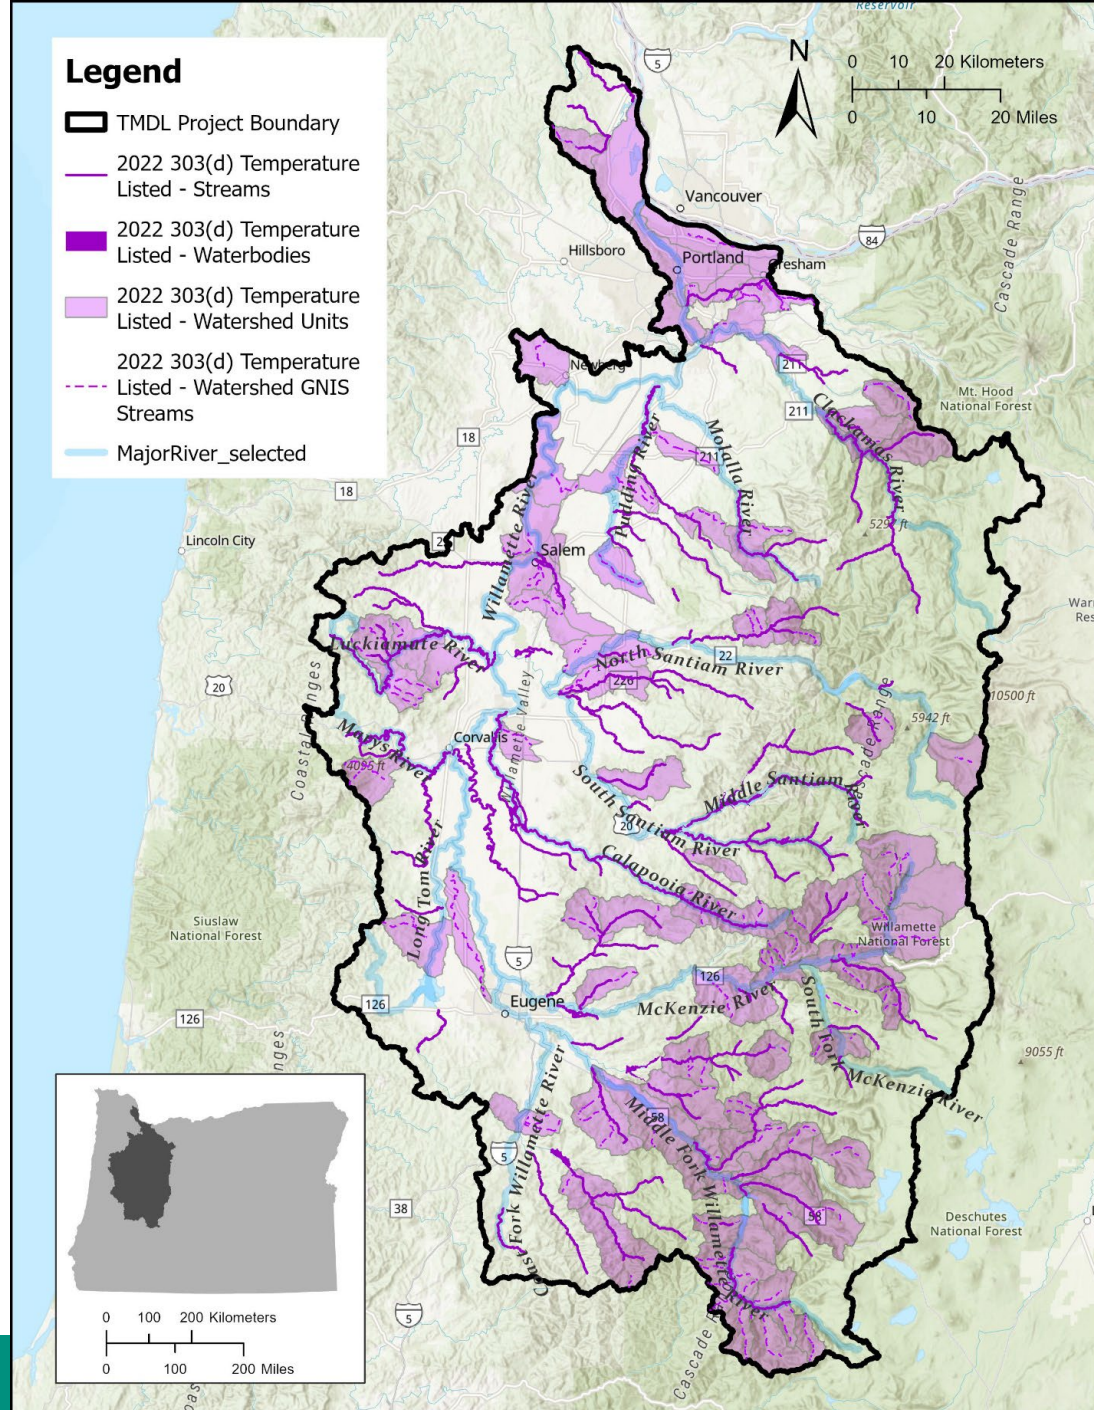 Legend
TMDL Project Boundary
2022 303(d) Temperature
Listed - Streams
2022 303(d) Temperature
Listed - Waterbodies
2022 303(d) Temperature
Listed - Watershed Units
2022 303(d) Temperature
Listed - Watershed GNIS
Streams
MajorRiver_selected
Reservoir
N
0 10 20 Kilometers
0 10 20 Miles
5
Vancouver
84
Cascade Range
Hillsboro
Portland
Gresham
Newberg
211
Mt. Hood
National Forest
211
Clackamas River
18
Molalla River
211
Pudding River
18
Willamette River
Lincoln City
Salem
Luckiamute River
North Santiam River
22
226
20
Coastal Ranges
Willamette Valley
Cascade Range
10500 ft
5942 ft
Marys River
Corvallis
4095 ft
South Santiam River
Middle Santiam River
20
Long Tom River
Calapooia River
Siuslaw
National Forest
Willamette
National Forest
5
126
McKenzie River
126
126
Eugene
South Fork McKenzie River
9055 ft
58
Middle Fork Willamette River
5
Coast Fork Willamette River
38
58
Deschutes
National Forest
5
0 100 200 Kilometers
0 100 200 Miles